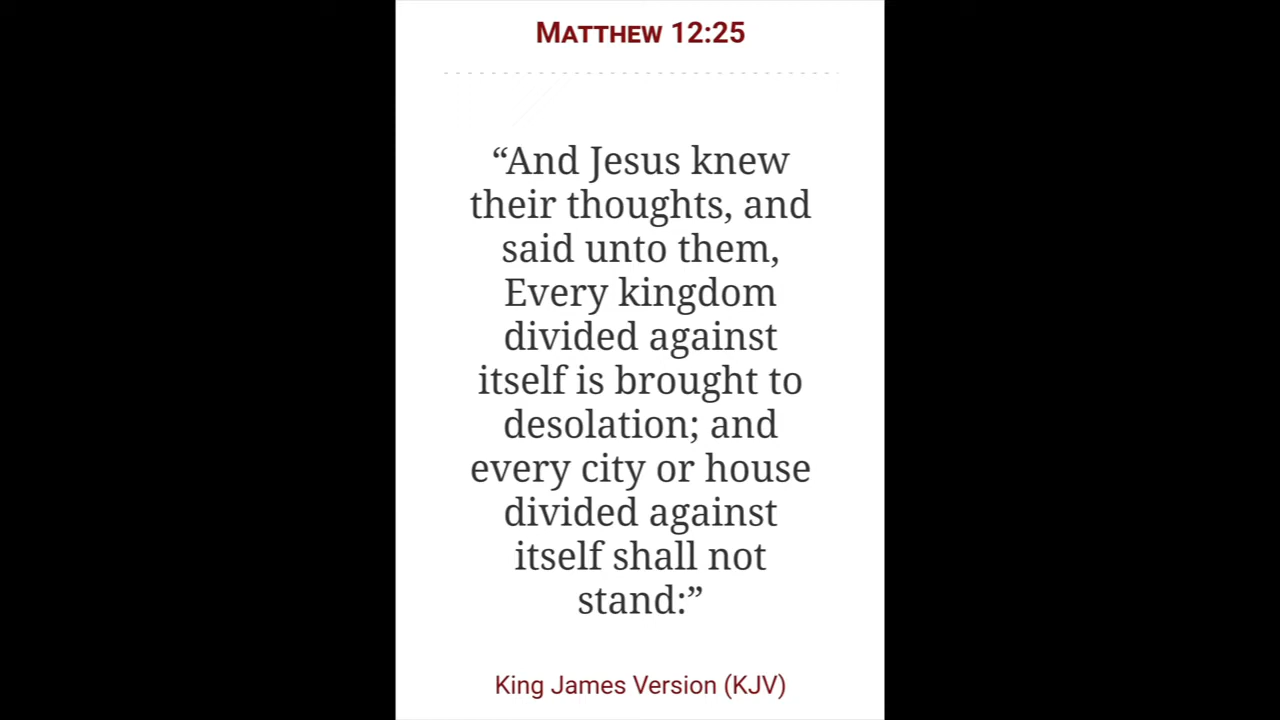 Matthew 12:25
“And Jesus knew
their thoughts, and
said unto them,
Every kingdom
divided against
itself is brought to
desolation; and
every city or house
divided against
itself shall not
stand:”
King James Version (KJV)